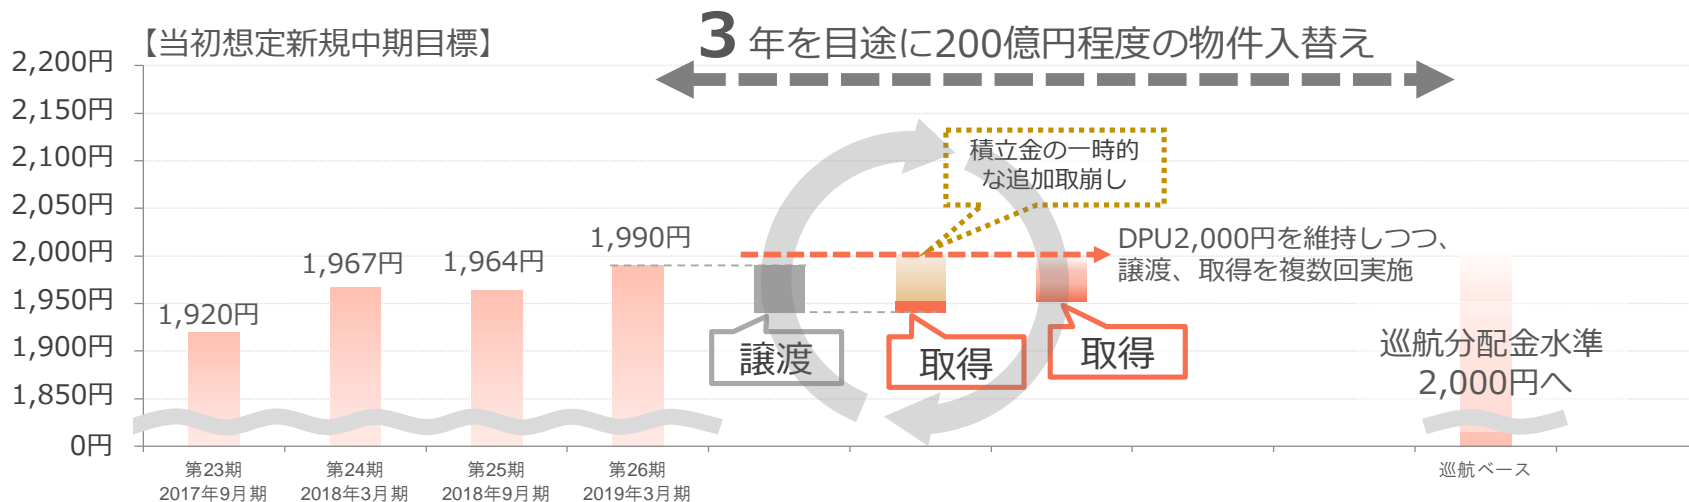 【当初想定新規中期目標】
3 年を目途に200億円程度の物件入替え
2,200円
2,150円
2,100円
2,050円
2,000円
1,950円
1,900円
1,850円
0円
1,920円
1,967円
1,964円
1,990円
積立金の一時的
な追加取崩し
DPU2,000円を維持しつつ、
譲渡、取得を複数回実施
譲渡
取得
取得
巡航分配金水準
2,000円へ
第23期
2017年9月期
第24期
2018年3月期
第25期
2018年9月期
第26期
2019年3月期
巡航ベース